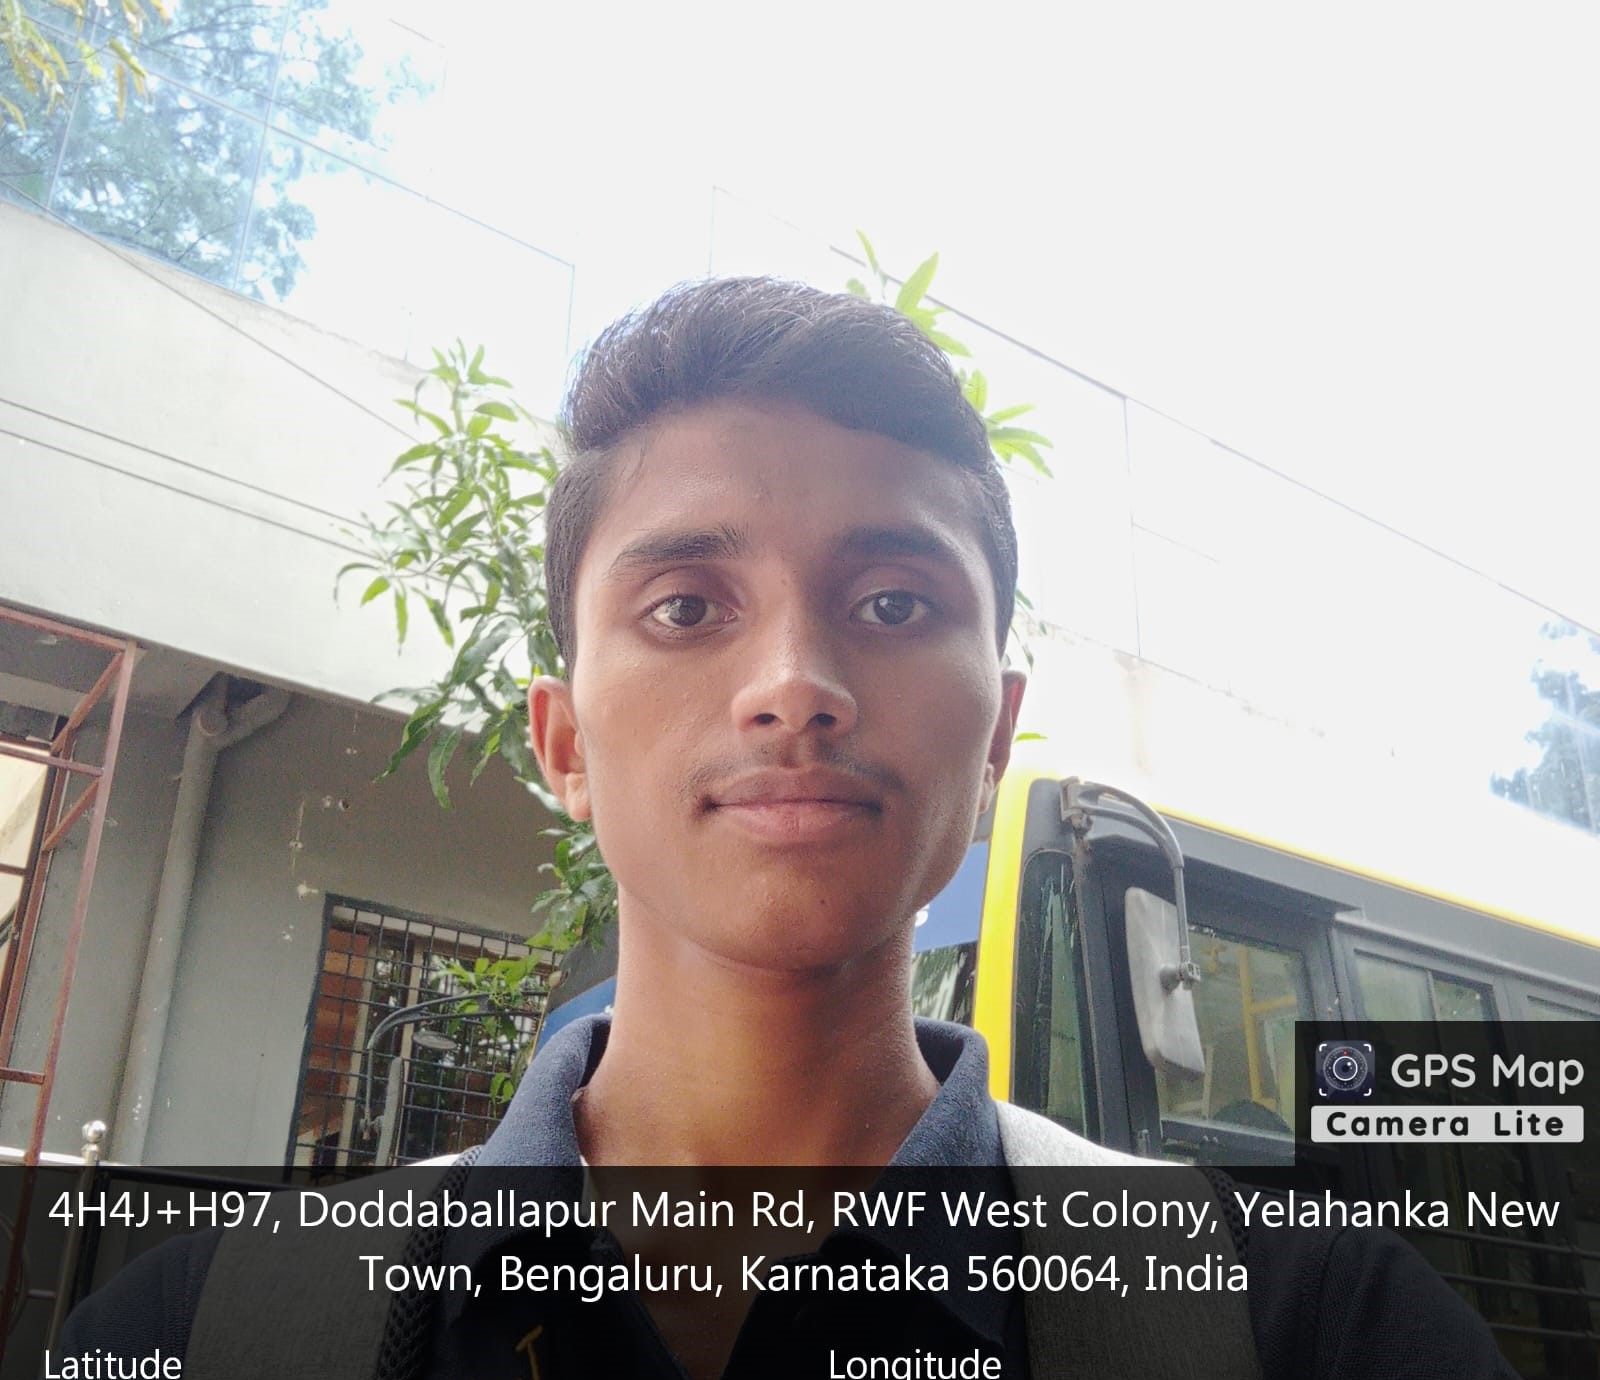 GPS Map
Camera Lite
4H4J+H97, Doddaballapur Main Rd, RWF West Colony, Yelahanka New
Town, Bengaluru, Karnataka 560064, India
Latitude
Longitude